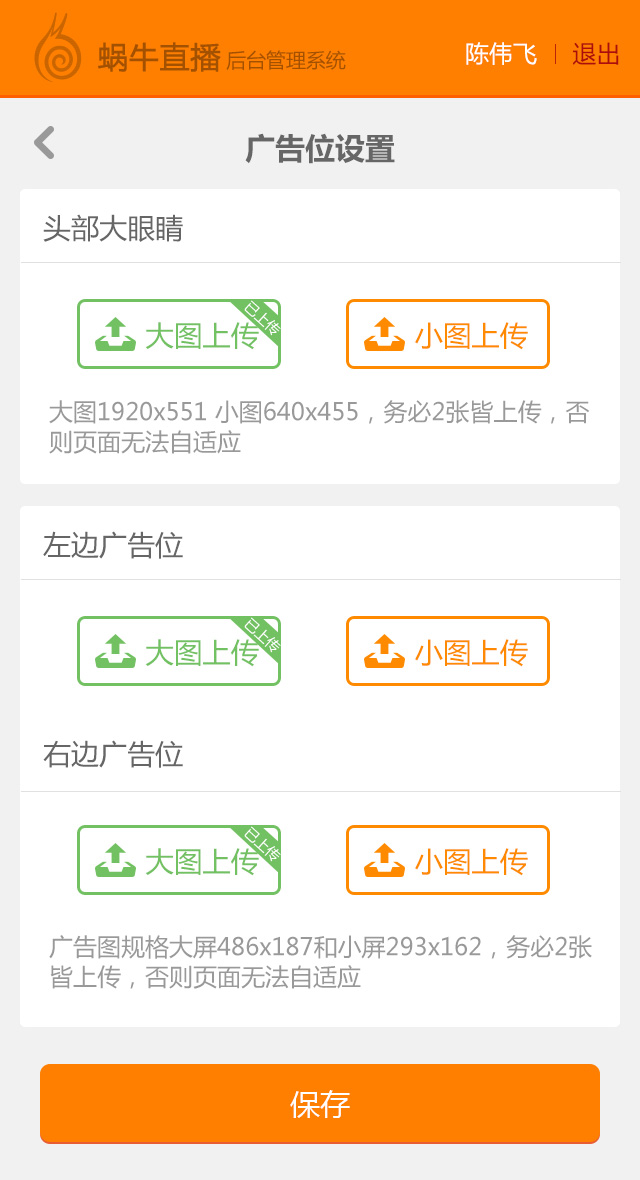 蜗牛直播 后台管理系统
陈伟飞 退出
广告位设置
头部大眼睛
大图上传 已上传 小图上传
大图1920x551 小图640x455，务必2张皆上传，否
则页面无法自适应
左边广告位
大图上传 已上传 小图上传
右边广告位
大图上传 已上传 小图上传
广告图规格大屏486x187和小屏293x162，务必2张
皆上传，否则页面无法自适应
保存